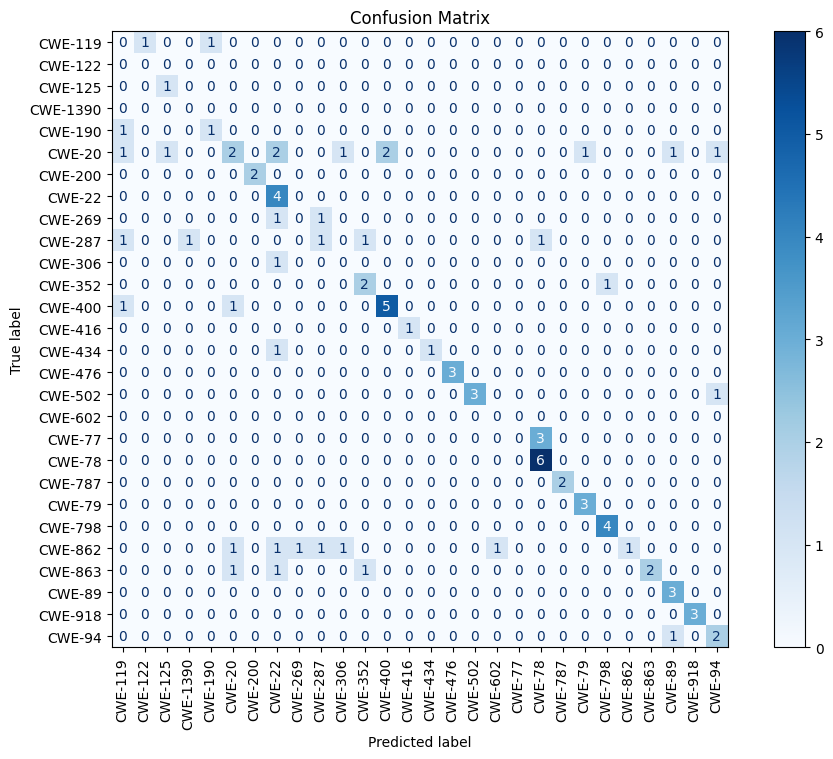 Confusion Matrix
True label
CWE-119 0 1 0 0 1 0 0 0 0 0 0 0 0 0 0 0 0 0 0 0 0 0 0 0 0 0 0 0
CWE-122 0 0 0 0 0 0 0 0 0 0 0 0 0 0 0 0 0 0 0 0 0 0 0 0 0 0 0 0
CWE-125 0 0 1 0 0 0 0 0 0 0 0 0 0 0 0 0 0 0 0 0 0 0 0 0 0 0 0 0
CWE-1390 0 0 0 0 0 0 0 0 0 0 0 0 0 0 0 0 0 0 0 0 0 0 0 0 0 0 0 0
CWE-190 1 0 0 0 1 0 0 0 0 0 0 0 0 0 0 0 0 0 0 0 0 0 0 0 0 0 0 0
CWE-20 1 0 1 0 0 2 0 2 0 0 1 0 2 0 0 0 0 0 0 0 0 1 0 0 0 1 0 1
CWE-200 0 0 0 0 0 0 2 0 0 0 0 0 0 0 0 0 0 0 0 0 0 0 0 0 0 0 0 0
CWE-22 0 0 0 0 0 0 0 4 0 0 0 0 0 0 0 0 0 0 0 0 0 0 0 0 0 0 0 0
CWE-269 0 0 0 0 0 0 0 1 0 1 0 0 0 0 0 0 0 0 0 0 0 0 0 0 0 0 0 0
CWE-287 1 0 0 1 0 0 0 0 0 1 0 1 0 0 0 0 0 0 0 1 0 0 0 0 0 0 0 0
CWE-306 0 0 0 0 0 0 0 1 0 0 0 0 0 0 0 0 0 0 0 0 0 0 0 0 0 0 0 0
CWE-352 0 0 0 0 0 0 0 0 0 0 0 2 0 0 0 0 0 0 0 0 0 0 1 0 0 0 0 0
CWE-400 1 0 0 0 0 1 0 0 0 0 0 0 5 0 0 0 0 0 0 0 0 0 0 0 0 0 0 0
CWE-416 0 0 0 0 0 0 0 0 0 0 0 0 0 1 0 0 0 0 0 0 0 0 0 0 0 0 0 0
CWE-434 0 0 0 0 0 0 0 1 0 0 0 0 0 0 1 0 0 0 0 0 0 0 0 0 0 0 0 0
CWE-476 0 0 0 0 0 0 0 0 0 0 0 0 0 0 0 3 0 0 0 0 0 0 0 0 0 0 0 0
CWE-502 0 0 0 0 0 0 0 0 0 0 0 0 0 0 0 0 3 0 0 0 0 0 0 0 0 0 0 1
CWE-602 0 0 0 0 0 0 0 0 0 0 0 0 0 0 0 0 0 0 0 0 0 0 0 0 0 0 0 0
CWE-77 0 0 0 0 0 0 0 0 0 0 0 0 0 0 0 0 0 0 0 3 0 0 0 0 0 0 0 0
CWE-78 0 0 0 0 0 0 0 0 0 0 0 0 0 0 0 0 0 0 0 6 0 0 0 0 0 0 0 0
CWE-787 0 0 0 0 0 0 0 0 0 0 0 0 0 0 0 0 0 0 0 0 2 0 0 0 0 0 0 0
CWE-79 0 0 0 0 0 0 0 0 0 0 0 0 0 0 0 0 0 0 0 0 0 3 0 0 0 0 0 0
CWE-798 0 0 0 0 0 0 0 0 0 0 0 0 0 0 0 0 0 0 0 0 0 0 4 0 0 0 0 0
CWE-862 0 0 0 0 0 1 0 1 1 1 1 0 0 0 0 0 0 1 0 0 0 0 0 1 0 0 0 0
CWE-863 0 0 0 0 0 1 0 1 0 0 0 1 0 0 0 0 0 0 0 0 0 0 0 0 2 0 0 0
CWE-89 0 0 0 0 0 0 0 0 0 0 0 0 0 0 0 0 0 0 0 0 0 0 0 0 0 3 0 0
CWE-918 0 0 0 0 0 0 0 0 0 0 0 0 0 0 0 0 0 0 0 0 0 0 0 0 0 0 3 0
CWE-94 0 0 0 0 0 0 0 0 0 0 0 0 0 0 0 0 0 0 0 0 0 0 0 0 0 1 0 2
CWE-119 CWE-122 CWE-125 CWE-1390 CWE-190 CWE-20 CWE-200 CWE-22 CWE-269 CWE-287 CWE-306 CWE-352 CWE-400 CWE-416 CWE-434 CWE-476 CWE-502 CWE-602 CWE-77 CWE-78 CWE-787 CWE-79 CWE-798 CWE-862 CWE-863 CWE-89 CWE-918 CWE-94
Predicted label
6
5
4
3
2
1
0